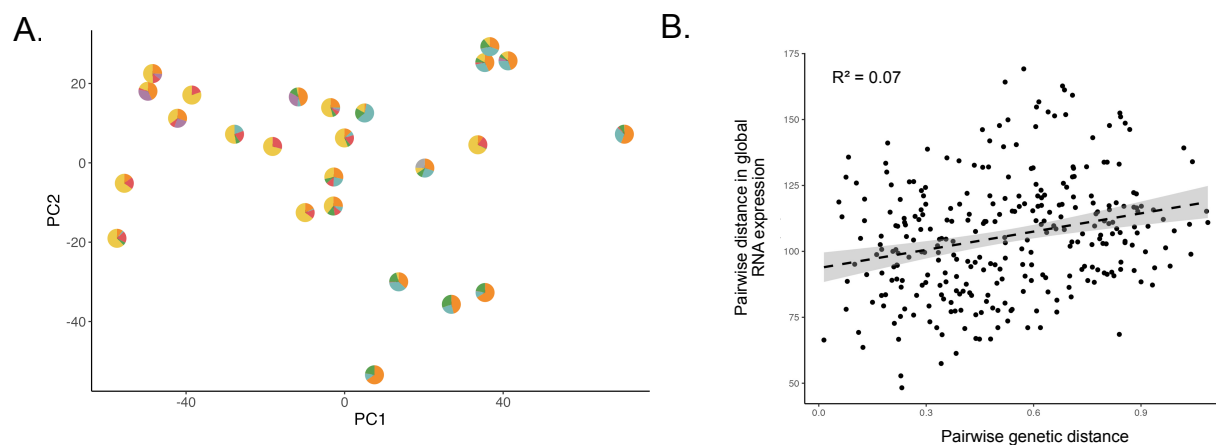 A.
20
0
-20
-40
PC2
-40
0
40
PC1
B.
R² = 0.07
175
150
125
100
75
50
Pairwise distance in global
RNA expression
0.0
0.3
0.6
0.9
Pairwise genetic distance